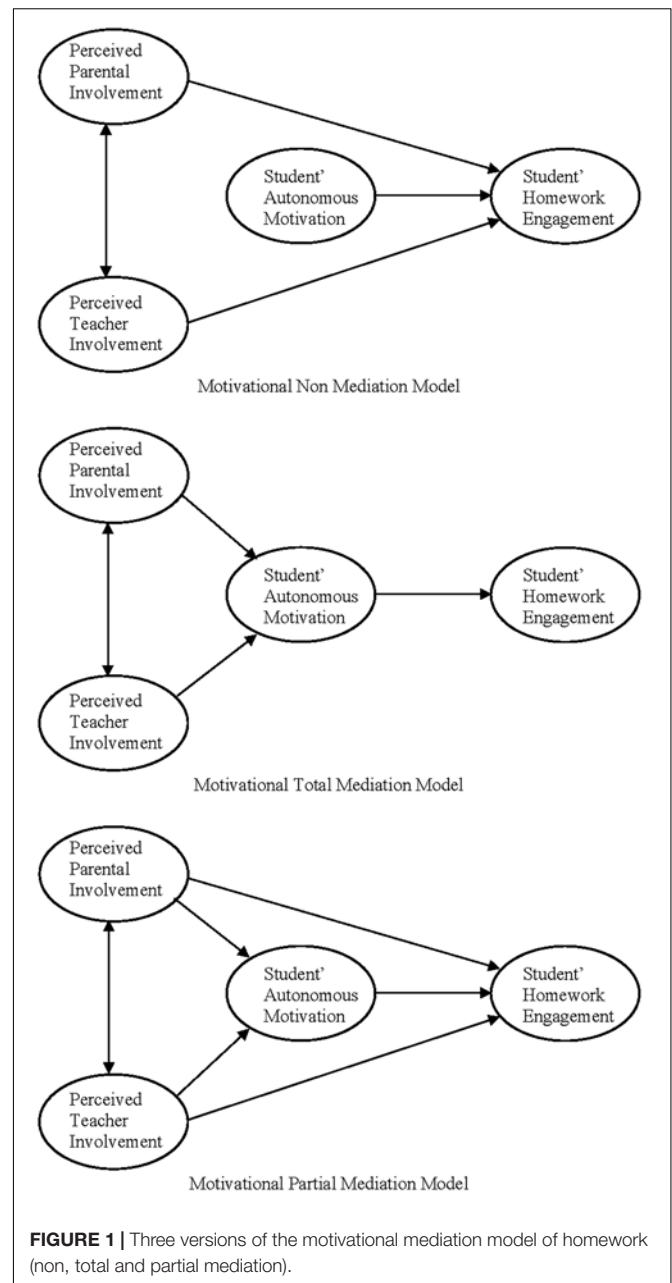 Perceived
Parental
Involvement
Student'
Autonomous
Motivation
Student'
Homework
Engagement
Perceived
Teacher
Involvement
Motivational Non Mediation Model
Perceived
Parental
Involvement
Student'
Autonomous
Motivation
Student'
Homework
Engagement
Perceived
Teacher
Involvement
Motivational Total Mediation Model
Perceived
Parental
Involvement
Student'
Autonomous
Motivation
Student'
Homework
Engagement
Perceived
Teacher
Involvement
Motivational Partial Mediation Model
FIGURE 1 | Three versions of the motivational mediation model of homework
(non, total and partial mediation).